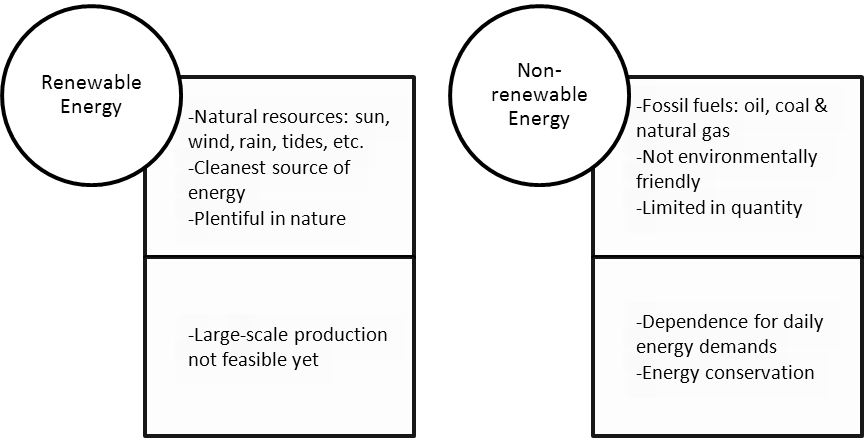 Renewable
Energy
-Natural resources: sun,
wind, rain, tides, etc.
-Cleanest source of
energy
-Plentiful in nature
-Large-scale production
not feasible yet
Non-
renewable
Energy
-Fossil fuels: oil, coal &
natural gas
-Not environmentally
friendly
-Limited in quantity
-Dependence for daily
energy demands
-Energy conservation